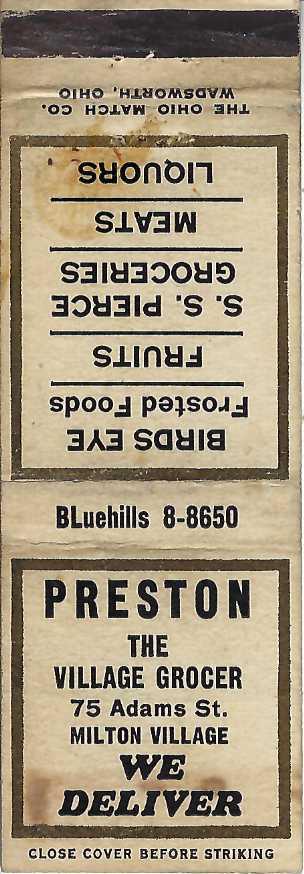 PRESTON
THE
VILLAGE GROCER
75 Adams St.
MILTON VILLAGE
WE
DELIVER
CLOSE COVER BEFORE STRIKING
BLuehills 8-8650
BIRDS EYE
Frosted Foods
FRUITS
S. S. PIERCE
GROCERIES
MEATS
LIQUORS
THE OHIO MATCH CO.
WADSWORTH, OHIO